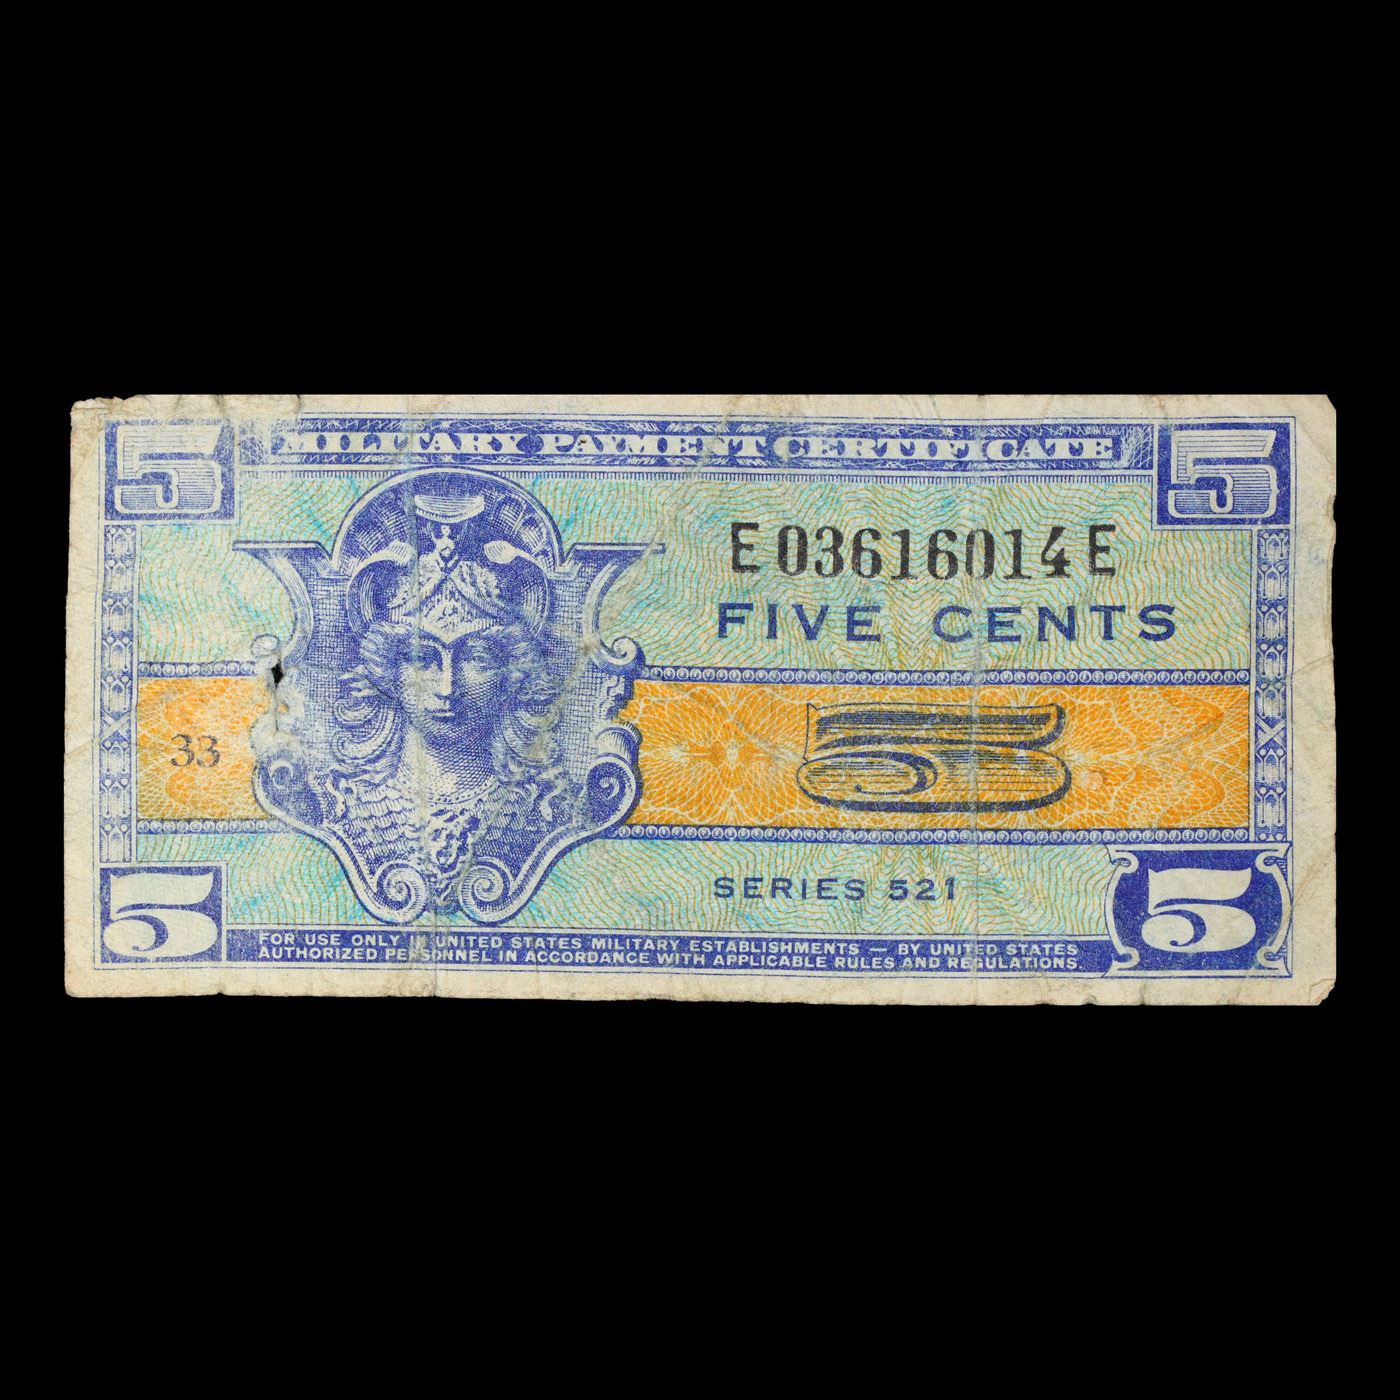 5 MILITARY PAYMENT CERTIFICATE 5
E03616014E
FIVE CENTS
33
5
SERIES 521
5 5
FOR USE ONLY IN UNITED STATES MILITARY ESTABLISHMENTS — BY UNITED STATES
AUTHORIZED PERSONNEL IN ACCORDANCE WITH APPLICABLE RULES AND REGULATIONS.